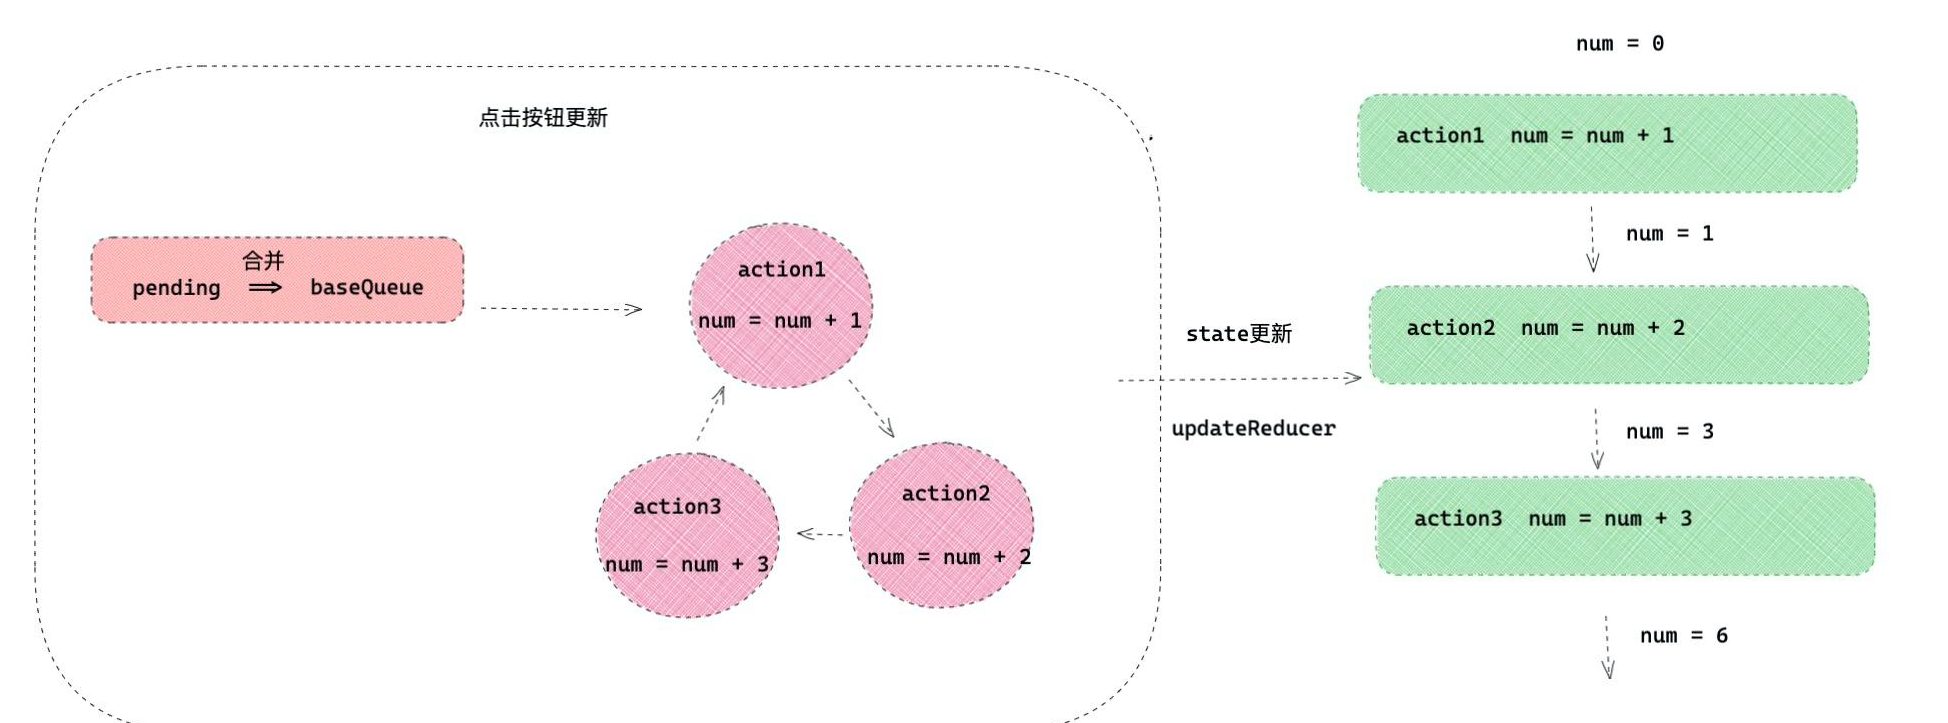 点击按钮更新
合并
pending ⇒ baseQueue
action1
num = num + 1
action2
num = num + 2
action3
num = num + 3
state更新
updateReducer
num = 0
action1 num = num + 1
num = 1
action2 num = num + 2
num = 3
action3 num = num + 3
num = 6